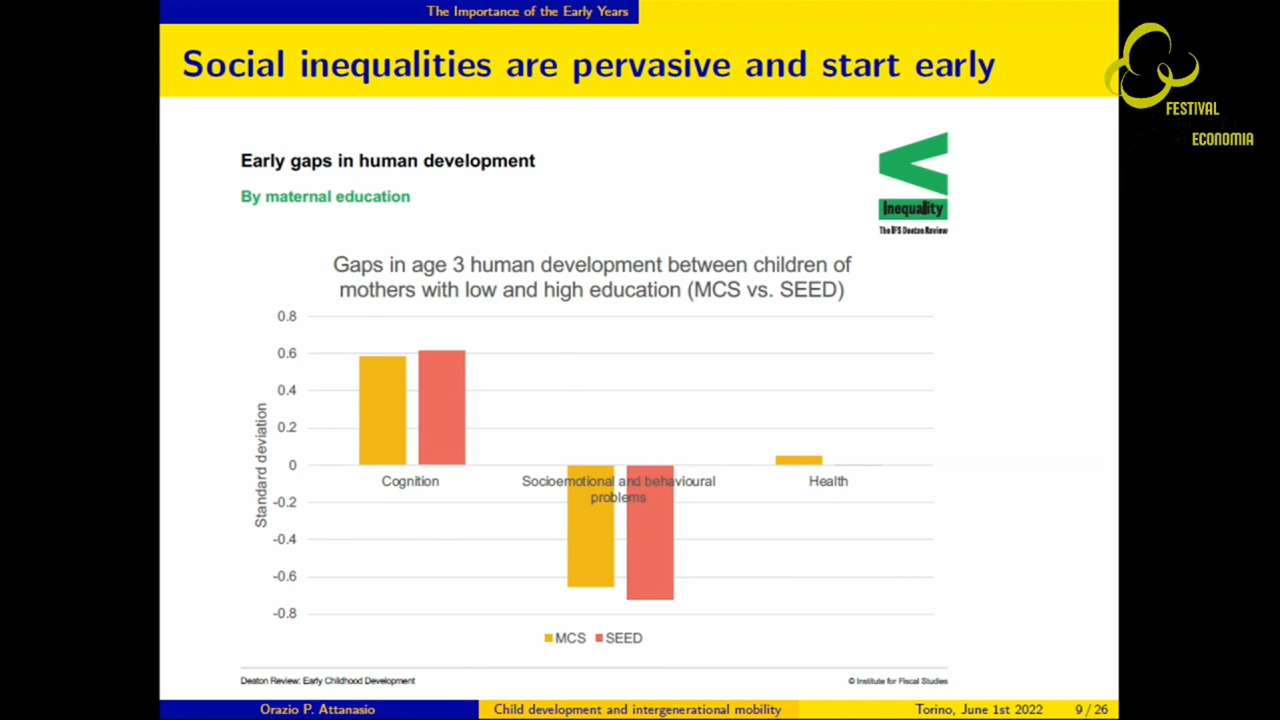 The Importance of the Early Years
Social inequalities are pervasive and start early
FESTIVAL
ECONOMIA
Early gaps in human development
By maternal education
Inequality
The IFS Deaton Review
Gaps in age 3 human development between children of
mothers with low and high education (MCS vs. SEED)
0.8
0.6
0.4
0.2
0
-0.2
-0.4
-0.6
-0.8
Standard deviation
Cognition
Socioemotional and behavioural
problems
Health
MCS SEED
Deaton Review: Early Childhood Development
© Institute for Fiscal Studies
Orazio P. Attanasio
Child development and intergenerational mobility
Torino, June 1st 2022
9 / 26